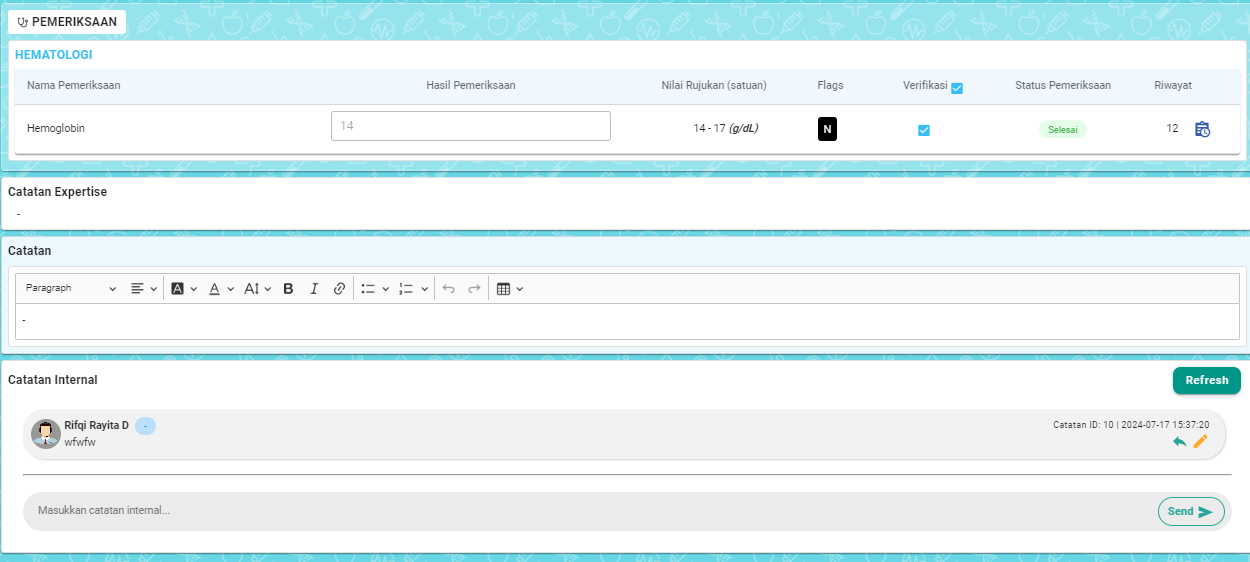 PEMERIKSAAN
HEMATOLOGI
Nama Pemeriksaan Hasil Pemeriksaan Nilai Rujukan (satuan) Flags Verifikasi Status Pemeriksaan Riwayat
Hemoglobin 14 14 - 17 (g/dL) N Selesai 12
Catatan Expertise
-
Catatan
Paragraph A A AI B I
-
Catatan Internal Refresh
Rifqi Rayita D - Catatan ID: 10 | 2024-07-17 15:37:20
wfwfw
Masukkan catatan internal... Send